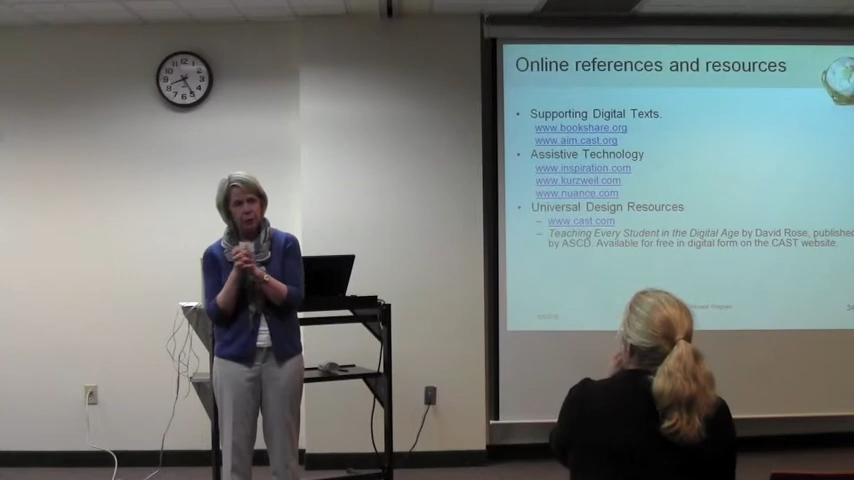 12
Online references and resources
• Supporting Digital Texts.
www.bookshare.org
www.aim.cast.org
• Assistive Technology
www.inspiration.com
www.kurzweil.com
www.nuance.com
• Universal Design Resources
– www.cast.com
– Teaching Every Student in the Digital Age by David Rose, published
by ASCD. Available for free in digital form on the CAST website.
Program